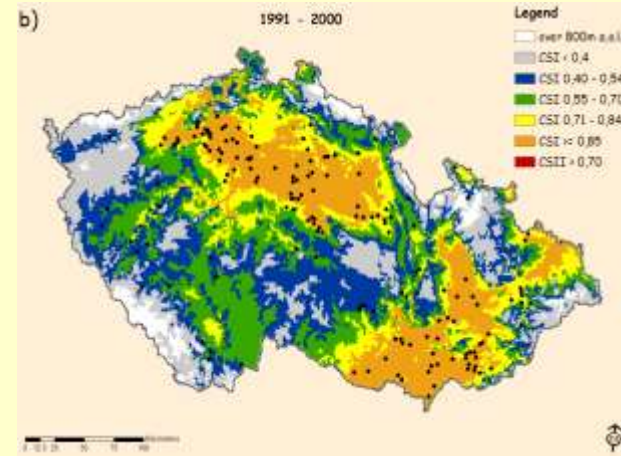 b)
1991 - 2000
Legend
over 800m a.s.l.
CSI < 0,4
CSI 0,40 - 0,54
CSI 0,55 - 0,70
CSI 0,71 - 0,84
CSI >= 0,85
CSII > 0,70